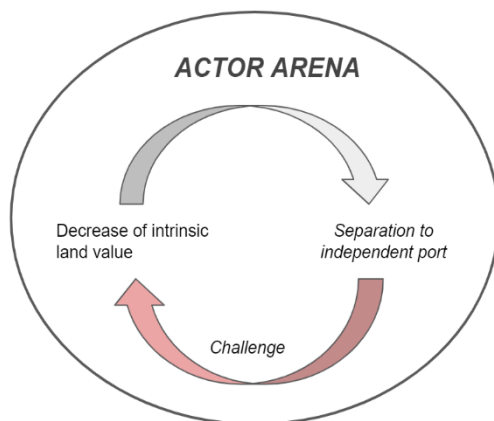 ACTOR ARENA
Decrease of intrinsic
land value
Separation to
independent port
Challenge